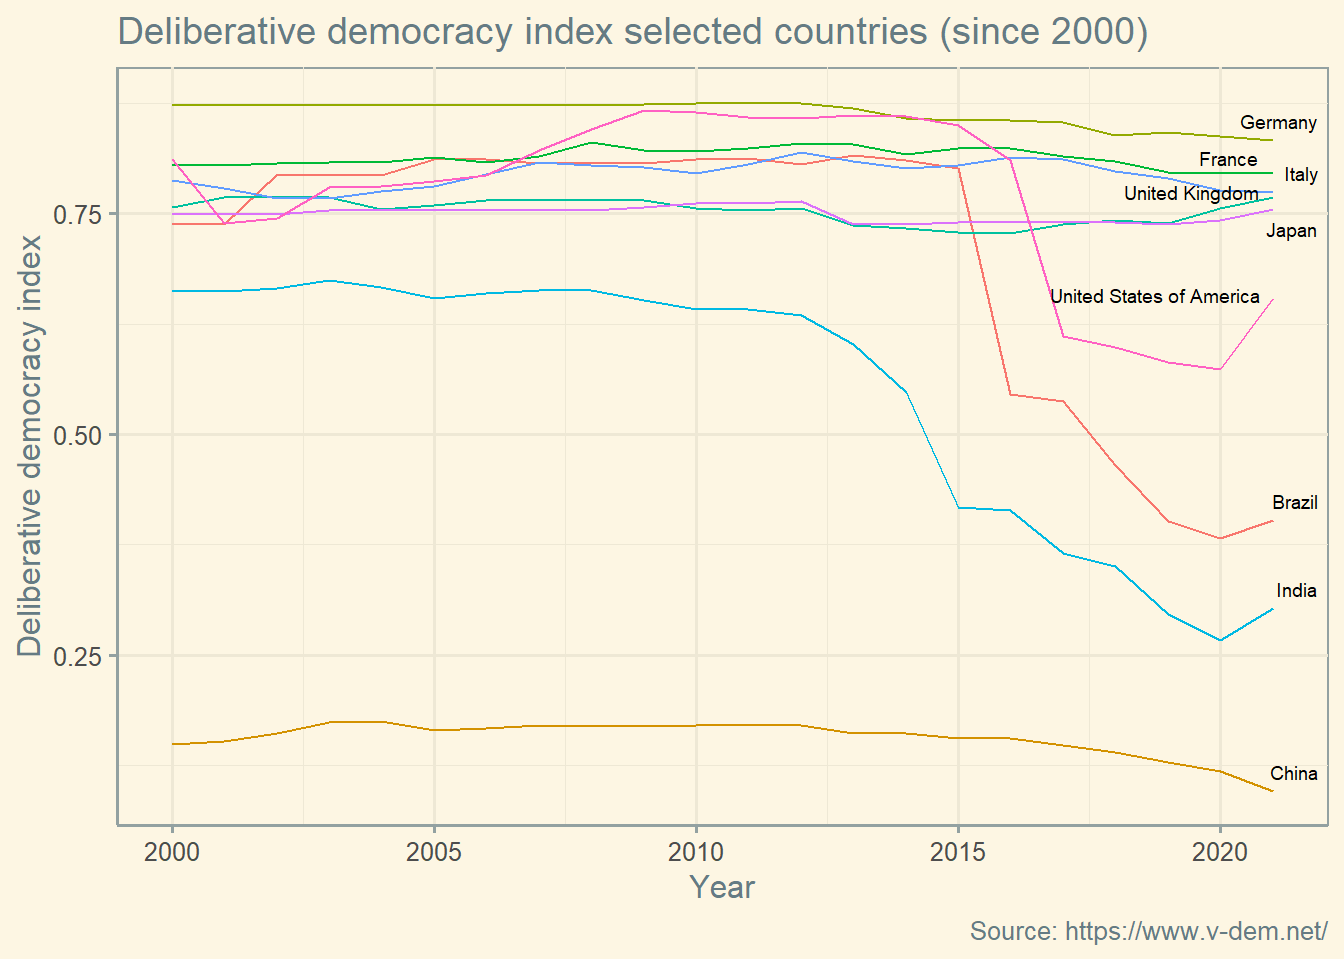 Deliberative democracy index selected countries (since 2000)
Deliberative democracy index
0.75
0.50
0.25
Germany
France
Italy
United Kingdom
Japan
United States of America
Brazil
India
China
2000 2005 2010 2015 2020
Year
Source: https://www.v-dem.net/